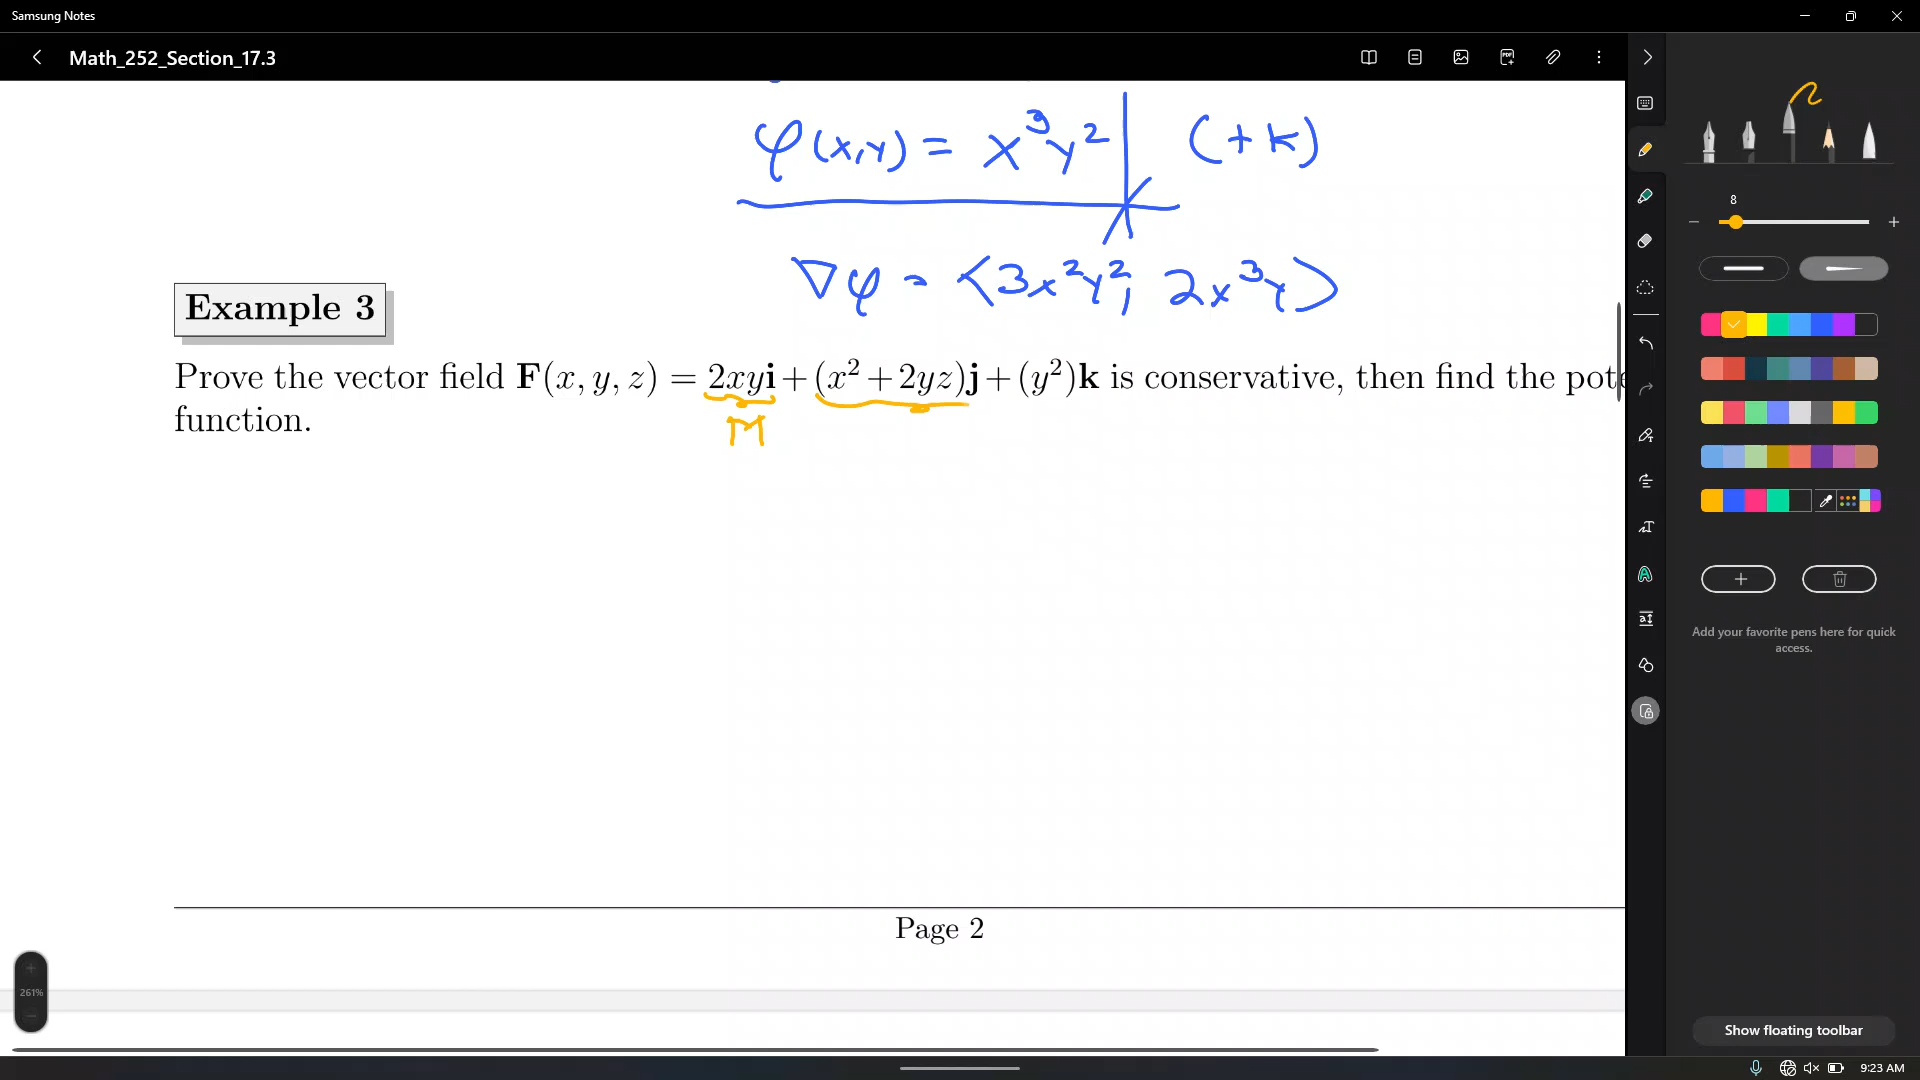 Samsung Notes
Math_252_Section_17.3
φ(x,y) = x³y² (+k)
∇φ = ⟨3x²y², 2x³y⟩
Example 3
Prove the vector field F(x, y, z) = 2xyi + (x² + 2yz)j + (y²)k is conservative, then find the pote
function.
M
Page 2
261%
8
Add your favorite pens here for quick
access.
Show floating toolbar
9:23 AM